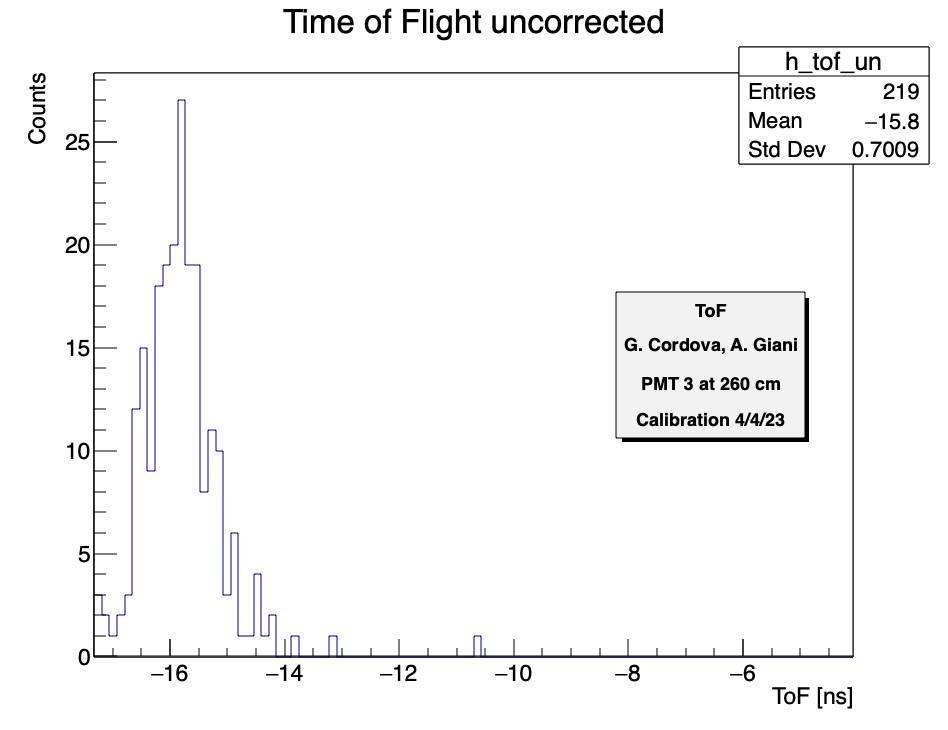 Time of Flight uncorrected
h_tof_un
Entries 219
Mean −15.8
Std Dev 0.7009
Counts
25
20
15
10
5
0
ToF
G. Cordova, A. Giani
PMT 3 at 260 cm
Calibration 4/4/23
−16 −14 −12 −10 −8 −6
ToF [ns]